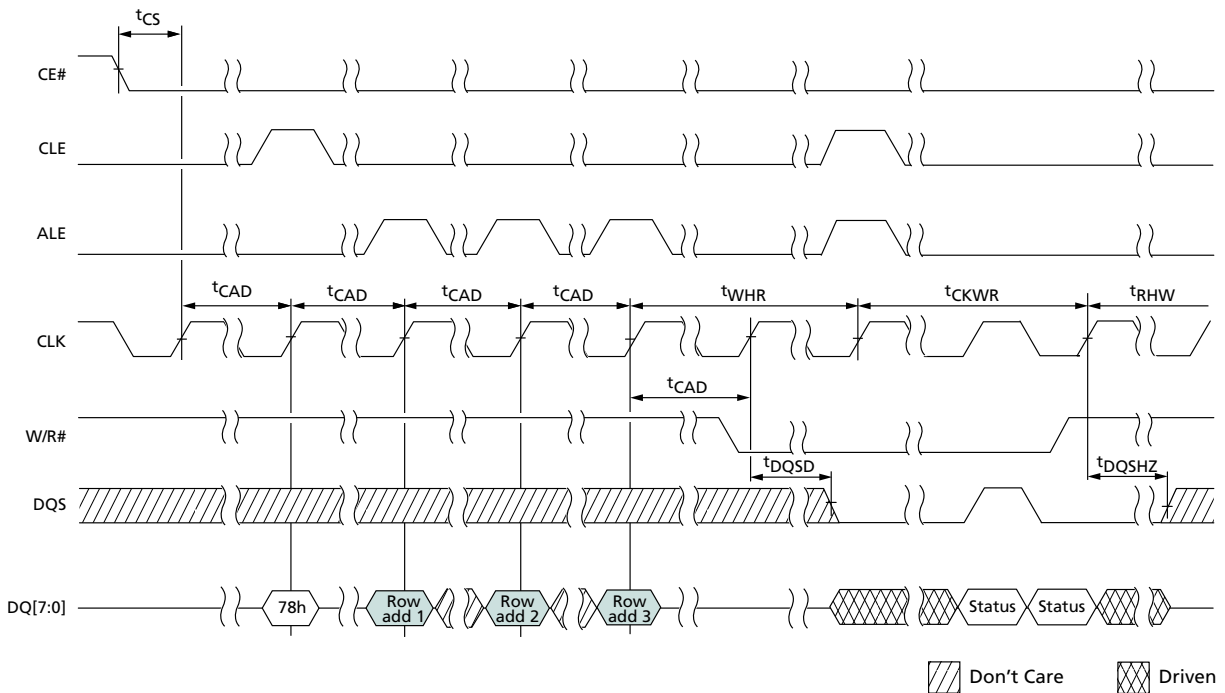 tCS
CE#
CLE
ALE
tCAD tCAD tCAD tCAD tWHR tCKWR tRHW
CLK
tCAD
W/R#
tDQSD tDQSHZ
DQS
DQ[7:0] 78h Row add 1 Row add 2 Row add 3 Status Status
Don't Care Driven